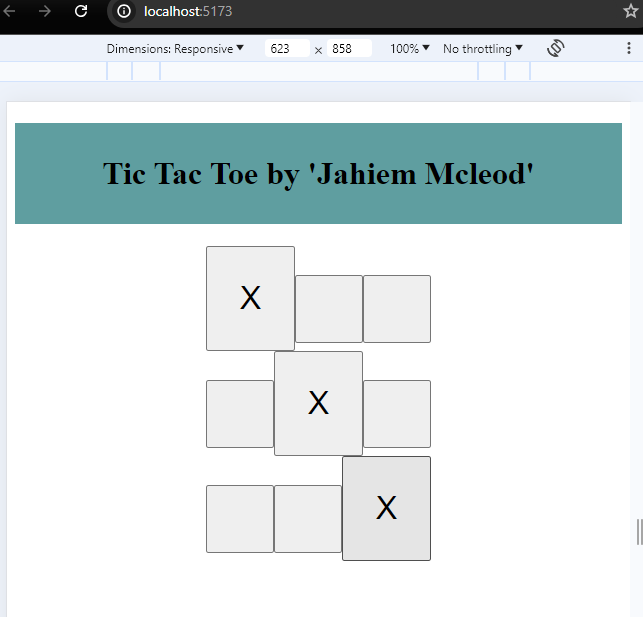 localhost:5173
Dimensions: Responsive 623 × 858 100% No throttling
Tic Tac Toe by 'Jahiem Mcleod'
X
X
X